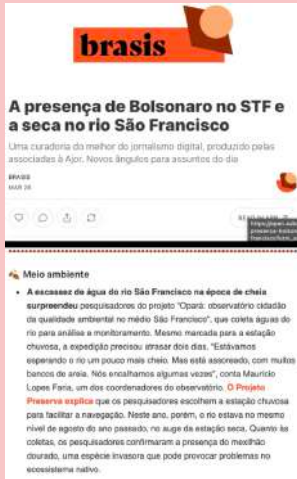 brasis
A presença de Bolsonaro no STF e
a seca no rio São Francisco
Uma curadoria do melhor do jornalismo digital, produzido pelas
associadas à Ajor. Novos ângulos para assuntos do dia
BRASIS
MAR 26
Meio ambiente
• A escassez de água do rio São Francisco na época de cheia
surpreendeu pesquisadores do projeto "Opará: observatório cidadão
da qualidade ambiental no médio São Francisco", que coleta águas do
rio para análise e monitoramento. Mesmo marcada para a estação
chuvosa, a expedição precisou atrasar dois dias. "Estávamos
esperando o rio um pouco mais cheio. Mas está assoreado, com muitos
bancos de areia. Nós encalhamos algumas vezes", conta Maurício
Lopes Faria, um dos coordenadores do observatório. O Projeto
Preserva explica que os pesquisadores escolhem a estação chuvosa
para facilitar a navegação. Neste ano, porém, o rio estava no mesmo
nível de agosto do ano passado, no auge da estação seca. Quanto às
coletas, os pesquisadores confirmaram a presença do mexilhão
dourado, uma espécie invasora que pode provocar problemas no
ecossistema nativo.